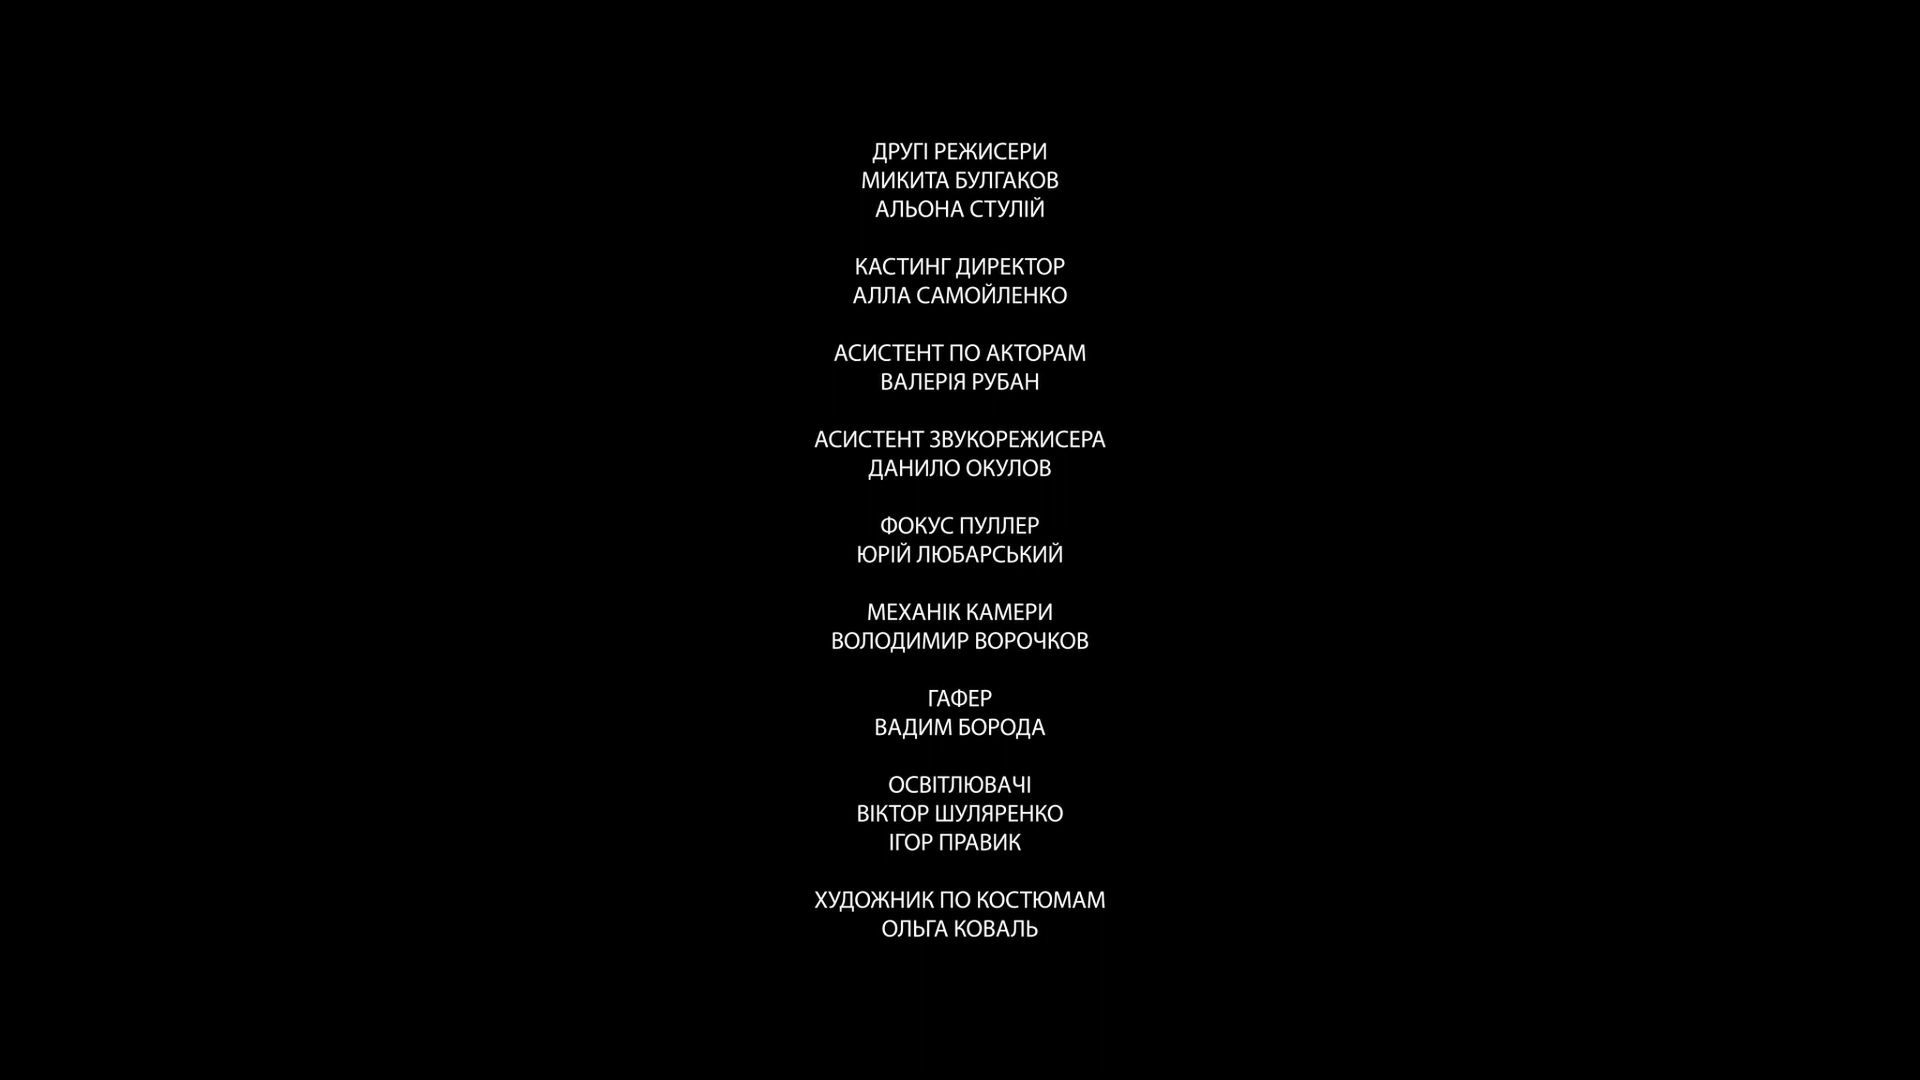 ДРУГІ РЕЖИСЕРИ
МИКИТА БУЛГАКОВ
АЛЬОНА СТУЛІЙ
КАСТИНГ ДИРЕКТОР
АЛЛА САМОЙЛЕНКО
АСИСТЕНТ ПО АКТОРАМ
ВАЛЕРІЯ РУБАН
АСИСТЕНТ ЗВУКОРЕЖИСЕРА
ДАНИЛО ОКУЛОВ
ФОКУС ПУЛЛЕР
ЮРІЙ ЛЮБАРСЬКИЙ
МЕХАНІК КАМЕРИ
ВОЛОДИМИР ВОРОЧКОВ
ГАФЕР
ВАДИМ БОРОДА
ОСВІТЛЮВАЧІ
ВІКТОР ШУЛЯРЕНКО
ІГОР ПРАВИК
ХУДОЖНИК ПО КОСТЮМАМ
ОЛЬГА КОВАЛЬ